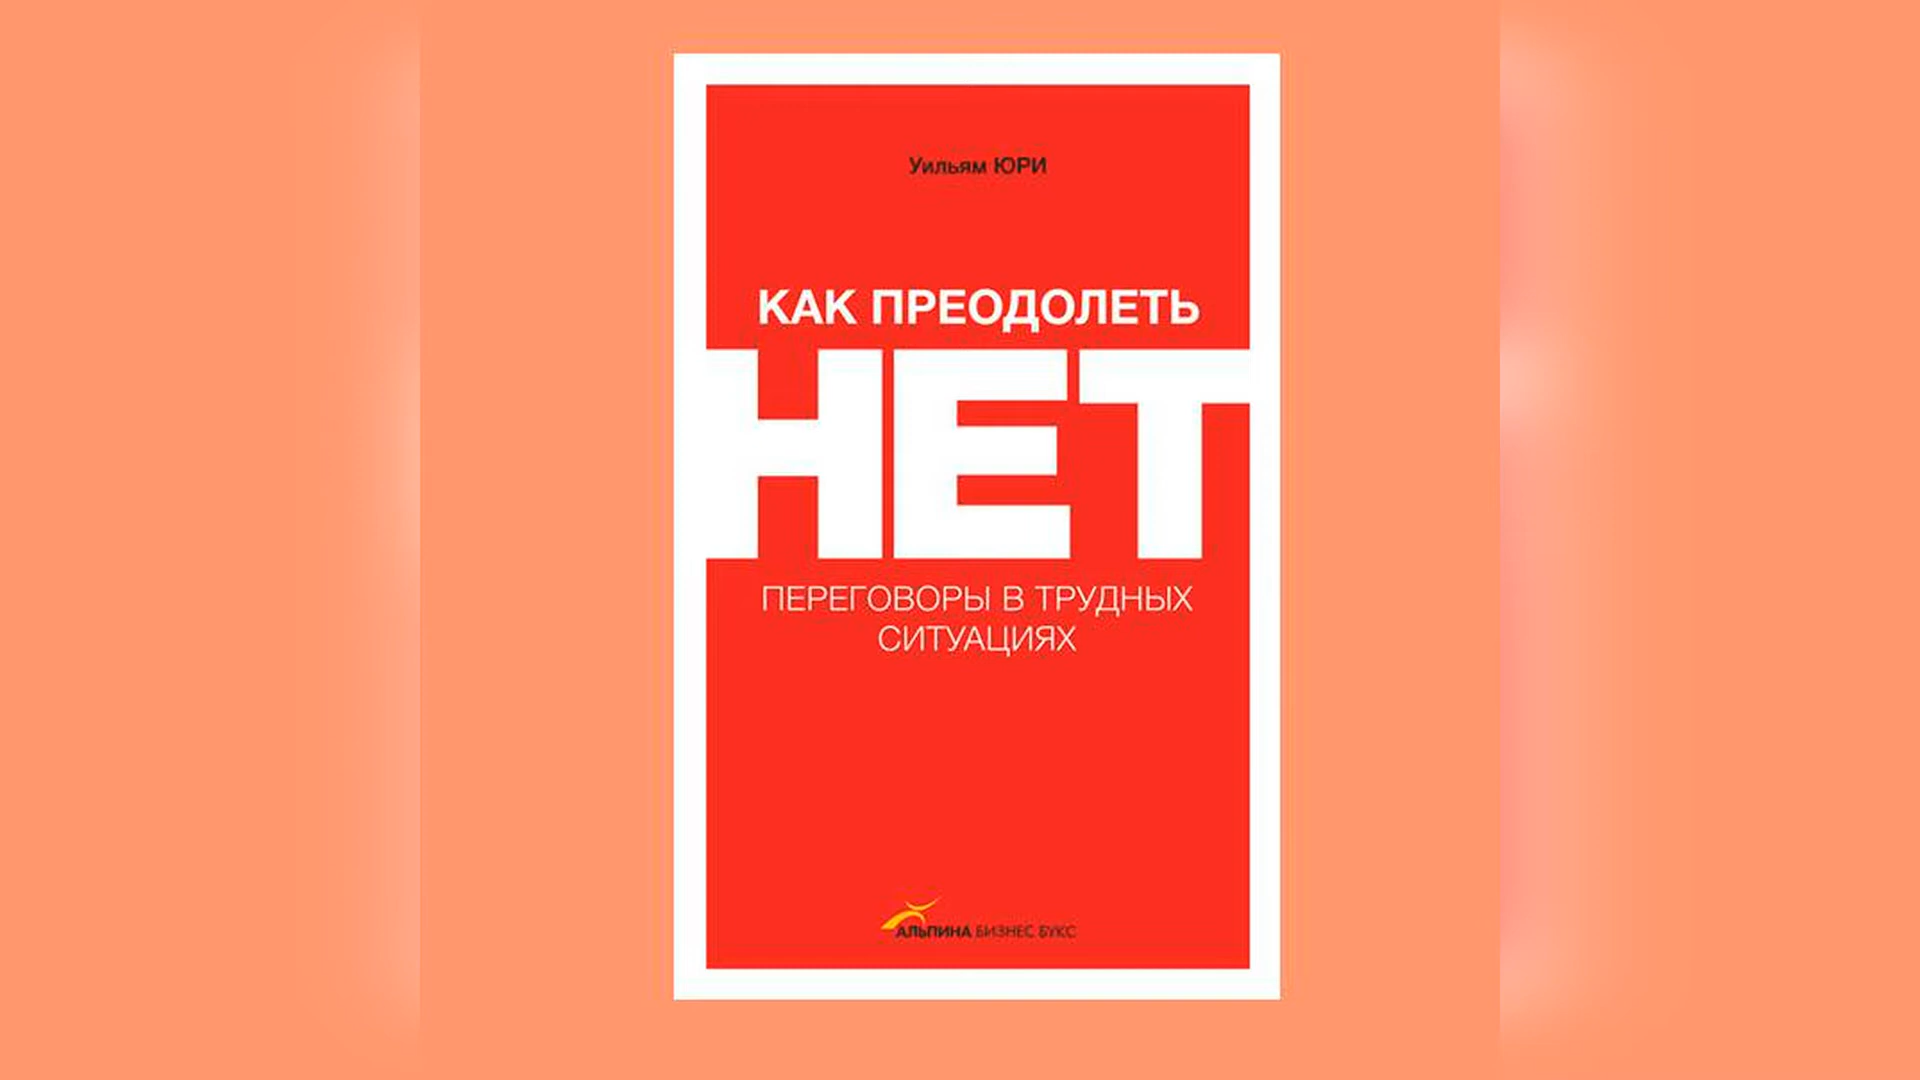 Уильям ЮРИ
КАК ПРЕОДОЛЕТЬ
НЕТ
ПЕРЕГОВОРЫ В ТРУДНЫХ
СИТУАЦИЯХ
АЛЬПИНА БИЗНЕС БУКС